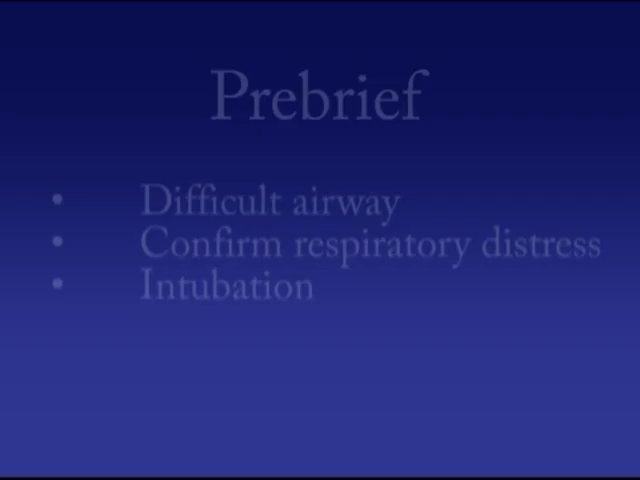 Prebrief
• Difficult airway
• Confirm respiratory distress
• Intubation